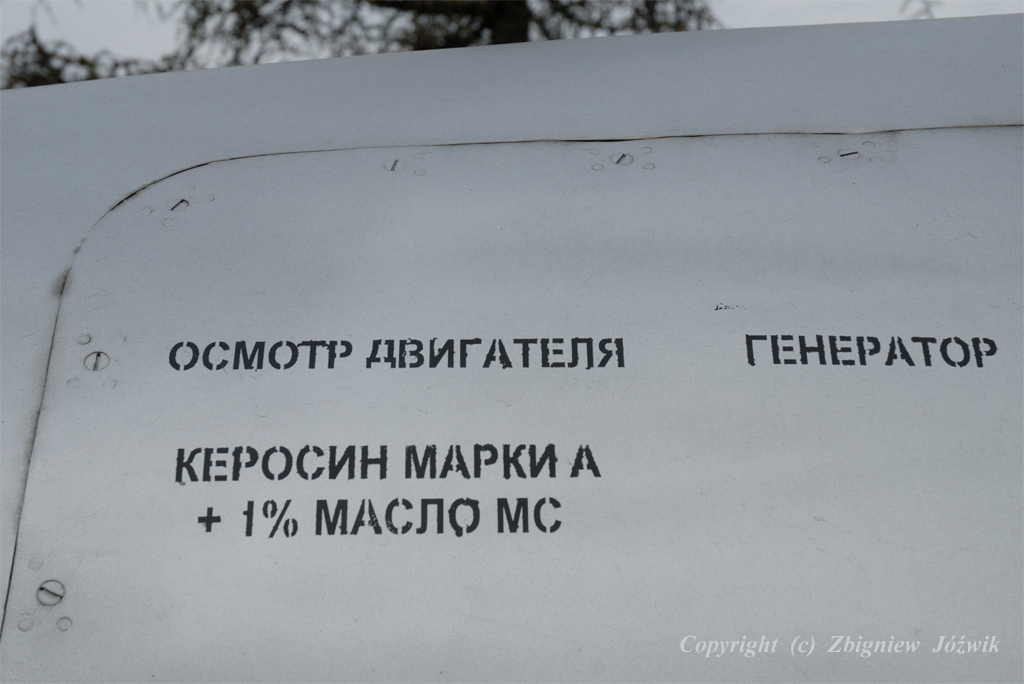 ОСМОТР ДВИГАТЕЛЯ ГЕНЕРАТОР
КЕРОСИН МАРКИ А
+ 1% МАСЛО МС
Copyright (c) Zbigniew Jóźwik